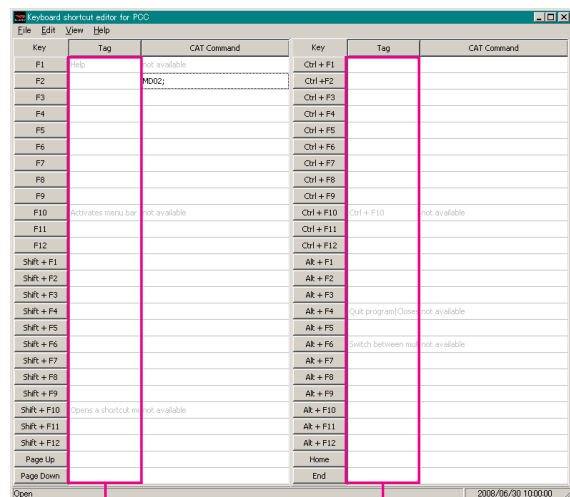 Keyboard shortcut editor for PCC
File Edit View Help
Key Tag CAT Command Key Tag CAT Command
F1 Help not available Ctrl + F1
F2 MD02; Ctrl +F2
F3 Ctrl + F3
F4 Ctrl + F4
F5 Ctrl + F5
F6 Ctrl + F6
F7 Ctrl + F7
F8 Ctrl + F8
F9 Ctrl + F9
F10 Activates menu bar not available Ctrl + F10 Ctrl + F10 not available
F11 Ctrl + F11
F12 Ctrl + F12
Shift + F1 Alt + F1
Shift + F2 Alt + F2
Shift + F3 Alt + F3
Shift + F4 Alt + F4 Quit program|Closes not available
Shift + F5 Alt + F5
Shift + F6 Alt + F6 Switch between mul not available
Shift + F7 Alt + F7
Shift + F8 Alt + F8
Shift + F9 Alt + F9
Shift + F10 Opens a shortcut me not available Alt + F10
Shift + F11 Alt + F11
Shift + F12 Alt + F12
Page Up Home
Page Down End
Open 2008/06/30 10:00:00